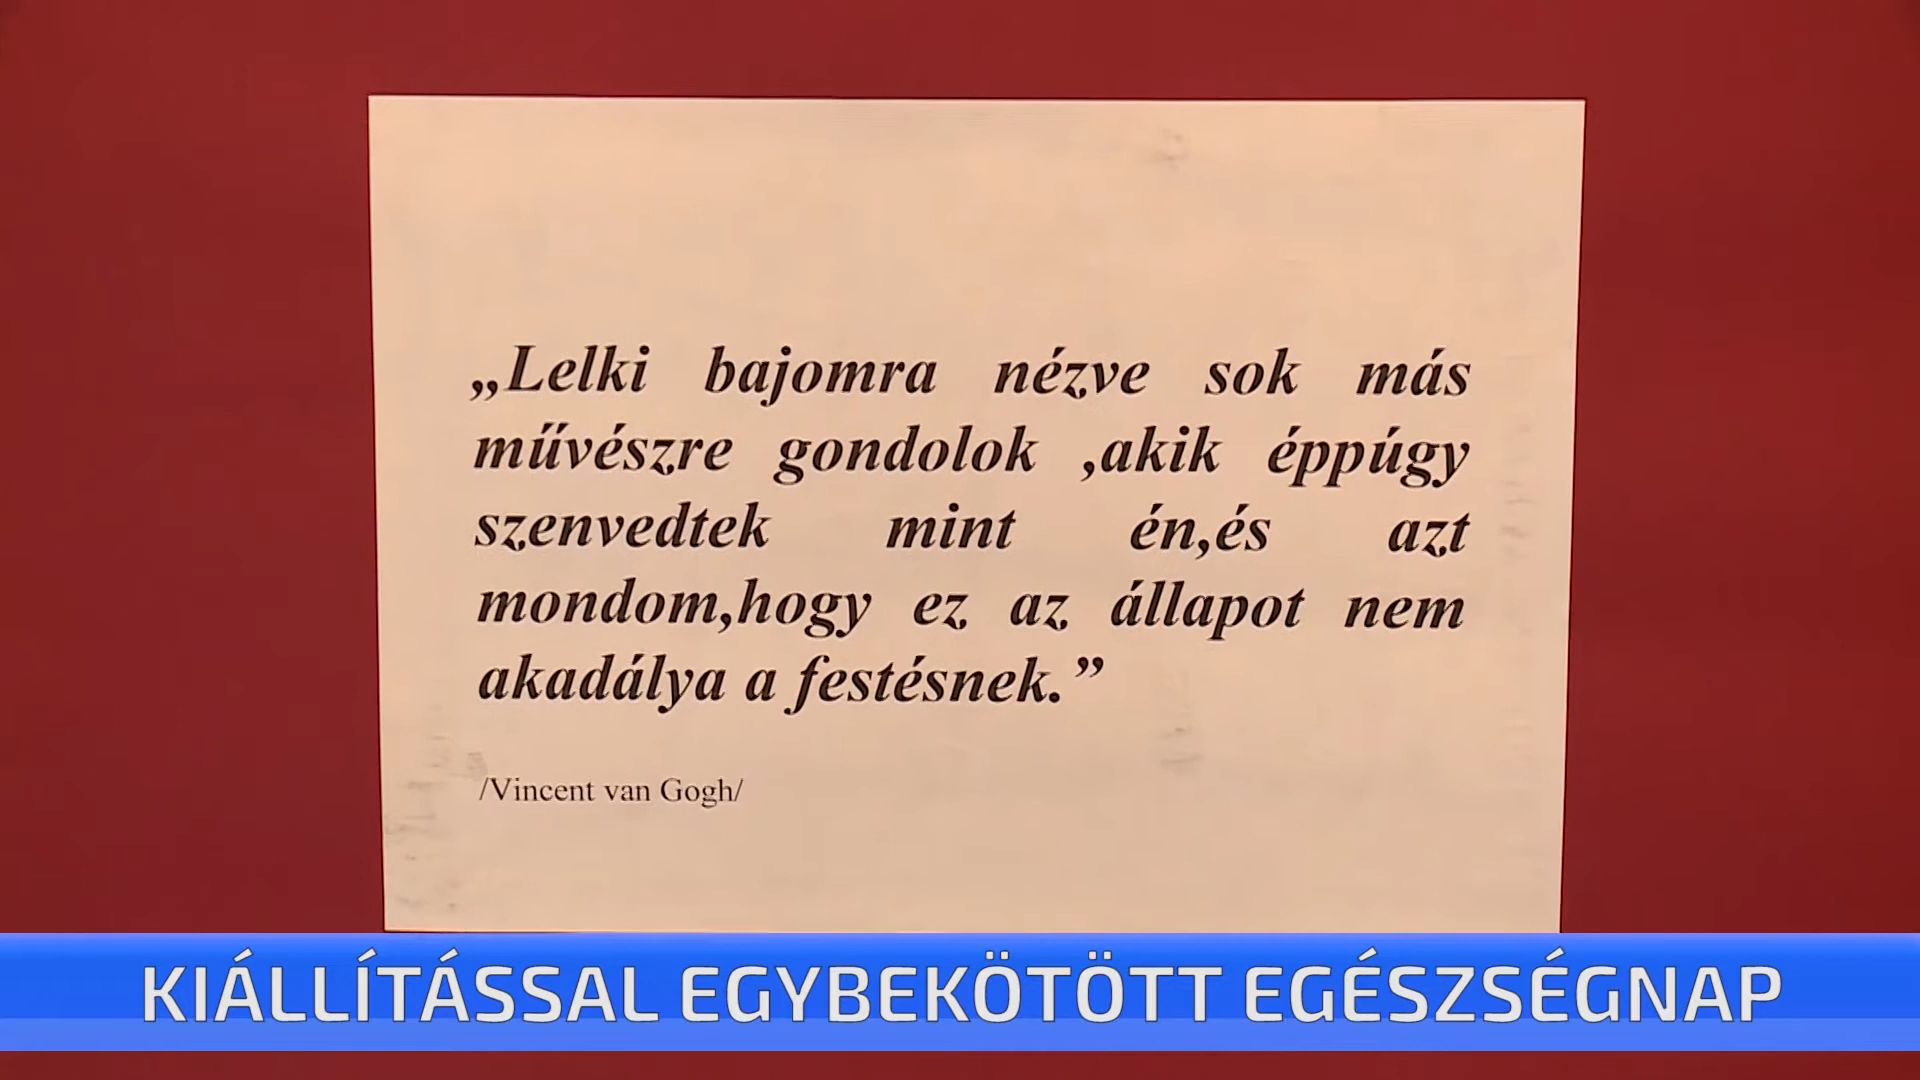 „Lelki bajomra nézve sok más
művészre gondolok ,akik éppúgy
szenvedtek mint én,és azt
mondom,hogy ez az állapot nem
akadálya a festésnek.”
/Vincent van Gogh/
KIÁLLÍTÁSSAL EGYBEKÖTÖTT EGÉSZSÉGNAP